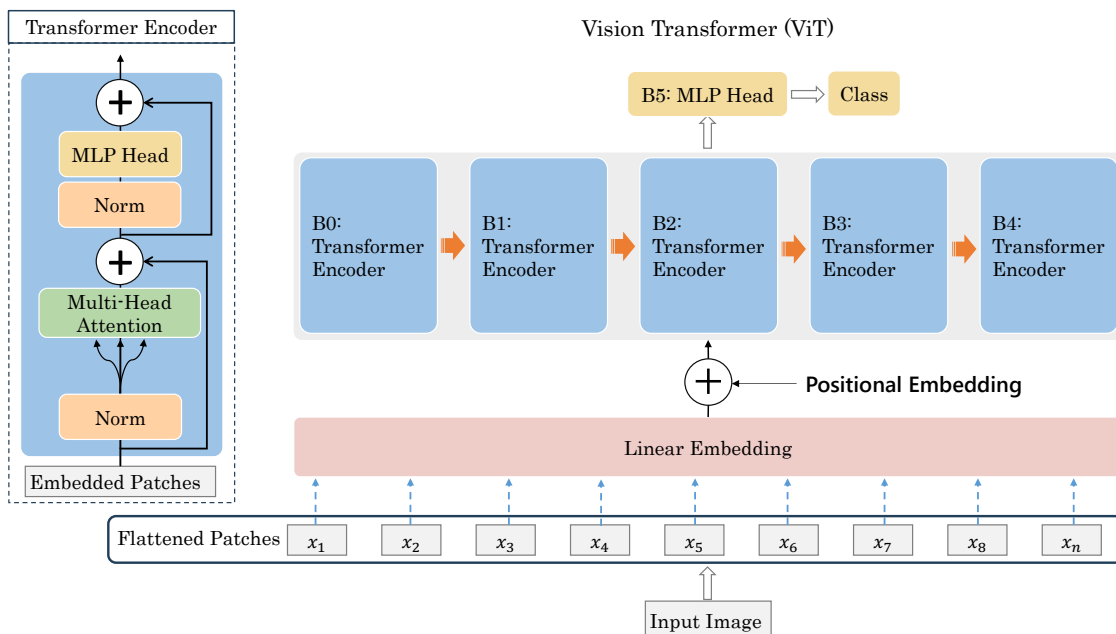 Transformer Encoder
MLP Head
Norm
Multi-Head
Attention
Norm
Embedded Patches
Vision Transformer (ViT)
B5: MLP Head
Class
B0:
Transformer
Encoder
B1:
Transformer
Encoder
B2:
Transformer
Encoder
B3:
Transformer
Encoder
B4:
Transformer
Encoder
Positional Embedding
Linear Embedding
Flattened Patches
x₁
x₂
x₃
x₄
x₅
x₆
x₇
x₈
xₙ
Input Image